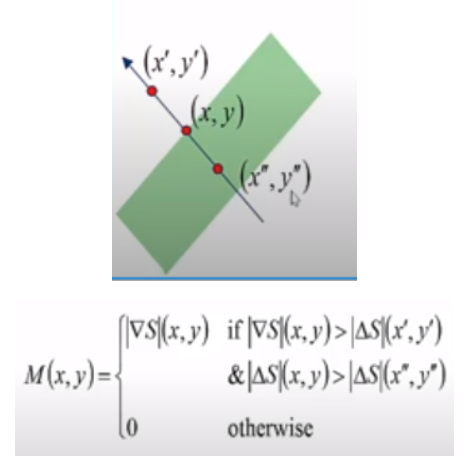 (x′, y′)
(x, y)
(x″, y″)
|∇S|(x, y) if |∇S|(x, y) > |ΔS|(x′, y′)
M(x, y) = { & |ΔS|(x, y) > |ΔS|(x″, y″)
0 otherwise